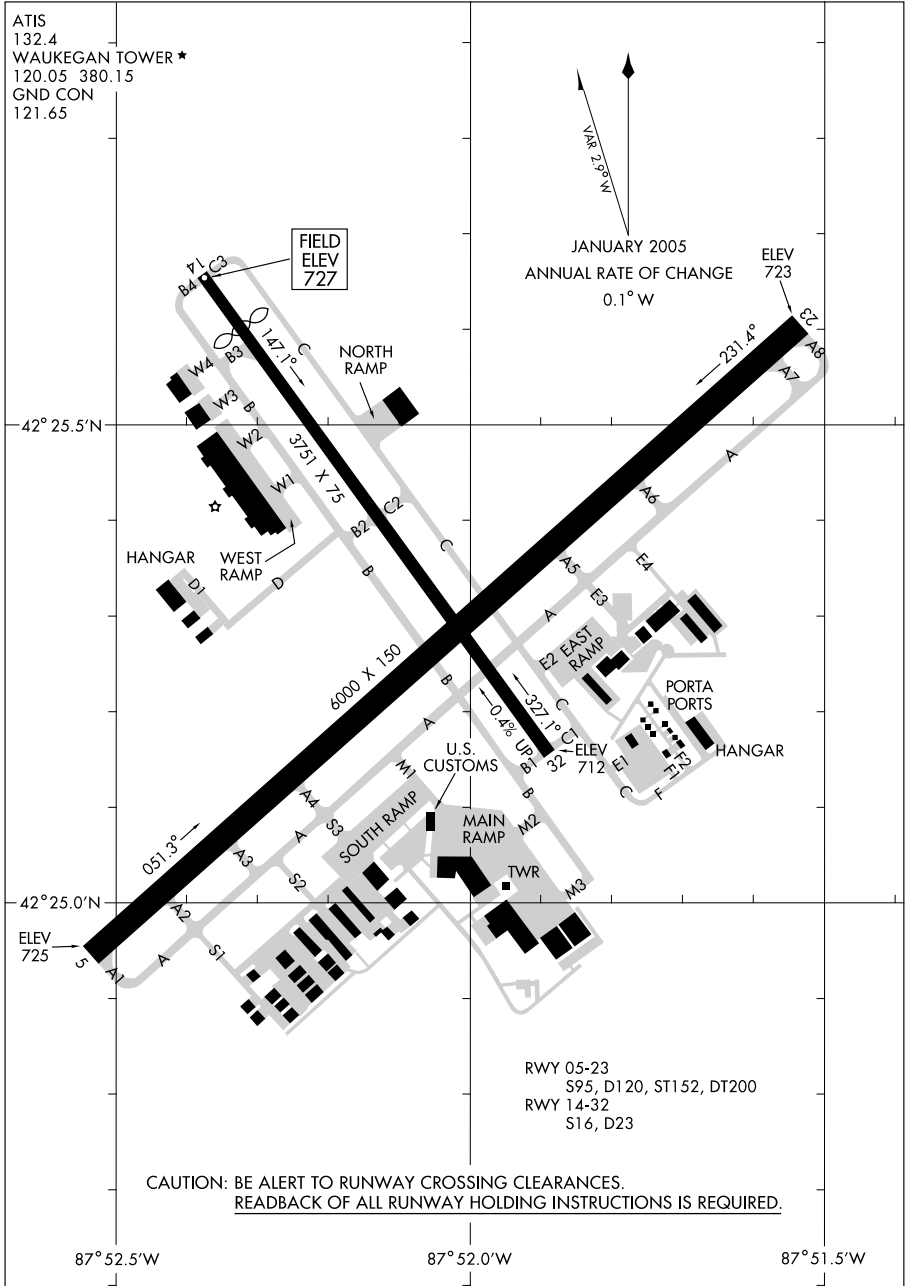 ATIS
132.4
WAUKEGAN TOWER ★
120.05 380.15
GND CON
121.65
VAR 2.9° W
JANUARY 2005
ANNUAL RATE OF CHANGE
0.1° W
FIELD
ELEV
727
ELEV
723
14
C3
B4
23
A8
A7
231.4°
147.1°
C
NORTH
RAMP
W4
B3
W3
B
W2
42° 25.5'N
3751 X 75
W1
A
A6
C2
B2
C
B
HANGAR
WEST
RAMP
D1
D
A5
E4
E3
A
E2 EAST
RAMP
6000 X 150
B
PORTA
PORTS
A
0.4% UP
327.1°
C
C1
U.S.
CUSTOMS
M1
B1
32
ELEV
712
HANGAR
E1
F2
F1
C
F
B
A4
S3
SOUTH RAMP
MAIN
RAMP
M2
051.3°
A
A3
S2
TWR
M3
42° 25.0'N
A2
S1
ELEV
725
5
A1
A
RWY 05-23
S95, D120, ST152, DT200
RWY 14-32
S16, D23
CAUTION: BE ALERT TO RUNWAY CROSSING CLEARANCES.
READBACK OF ALL RUNWAY HOLDING INSTRUCTIONS IS REQUIRED.
87° 52.5'W
87° 52.0'W
87° 51.5'W